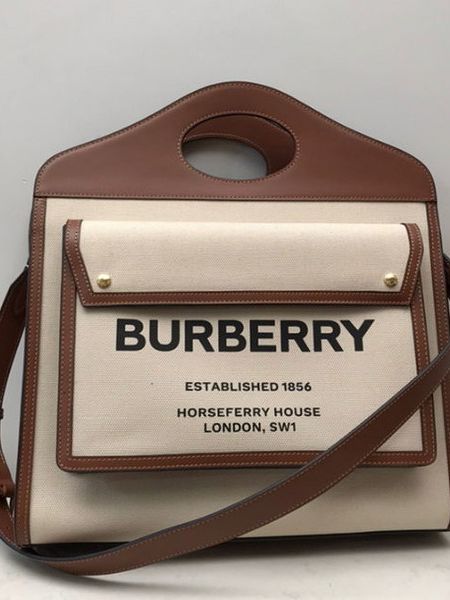 BURBERRY
ESTABLISHED 1856
HORSEFERRY HOUSE
LONDON, SW1